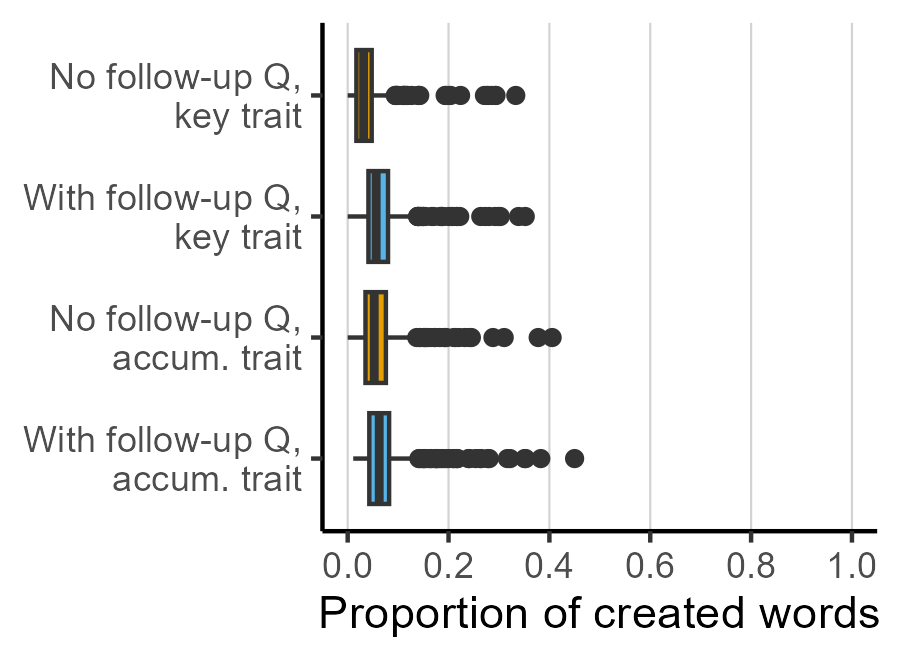 No follow-up Q,
key trait
With follow-up Q,
key trait
No follow-up Q,
accum. trait
With follow-up Q,
accum. trait
0.0 0.2 0.4 0.6 0.8 1.0
Proportion of created words